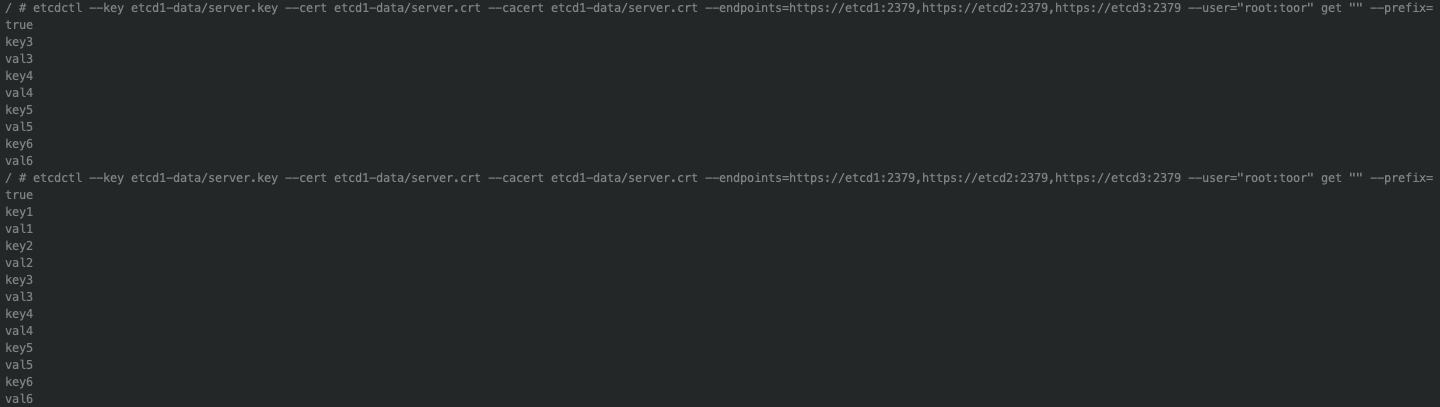 / # etcdctl --key etcd1-data/server.key --cert etcd1-data/server.crt --cacert etcd1-data/server.crt --endpoints=https://etcd1:2379,https://etcd2:2379,https://etcd3:2379 --user="root:toor" get "" --prefix=
true
key3
val3
key4
val4
key5
val5
key6
val6
/ # etcdctl --key etcd1-data/server.key --cert etcd1-data/server.crt --cacert etcd1-data/server.crt --endpoints=https://etcd1:2379,https://etcd2:2379,https://etcd3:2379 --user="root:toor" get "" --prefix=
true
key1
val1
key2
val2
key3
val3
key4
val4
key5
val5
key6
val6